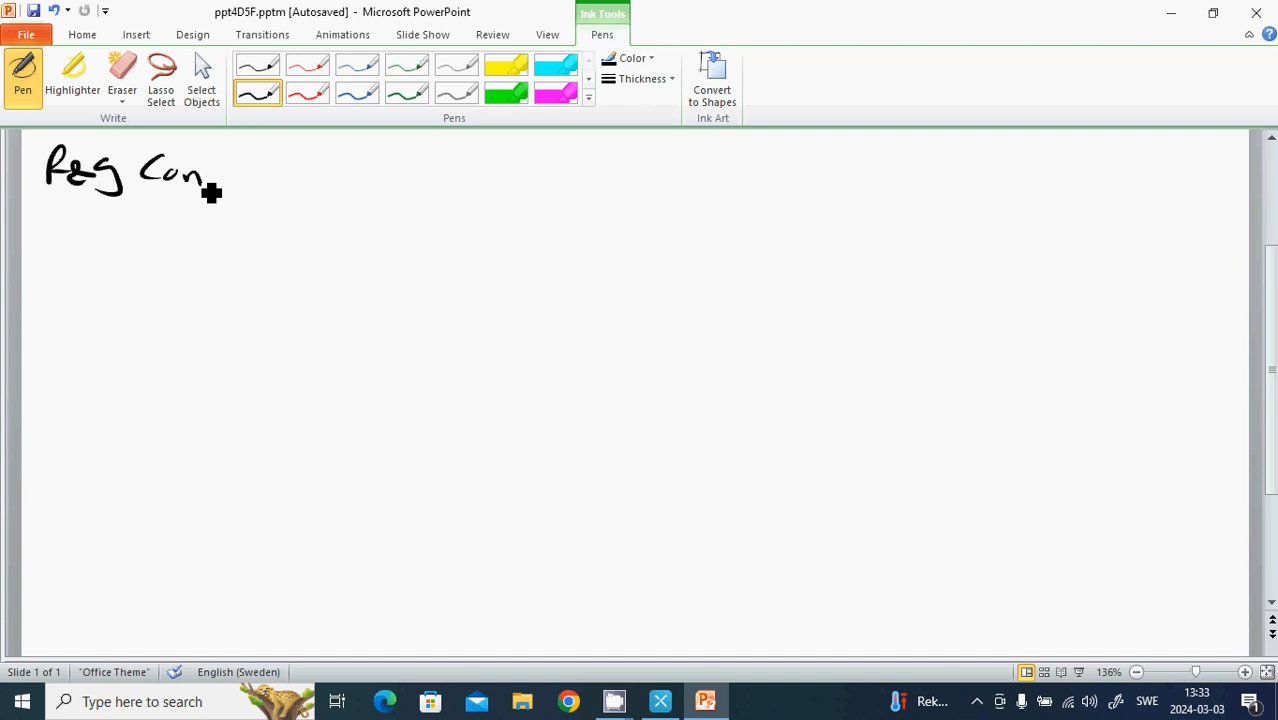 ppt4D5F.pptm [Autosaved] - Microsoft PowerPoint
Ink Tools
File Home Insert Design Transitions Animations Slide Show Review View Pens
Pen Highlighter Eraser Lasso Select Select Objects
Color
Thickness
Convert to Shapes
Write Pens Ink Art
Reg Con
Slide 1 of 1 "Office Theme" English (Sweden) 136%
Type here to search Rek... SWE 13:33
2024-03-03